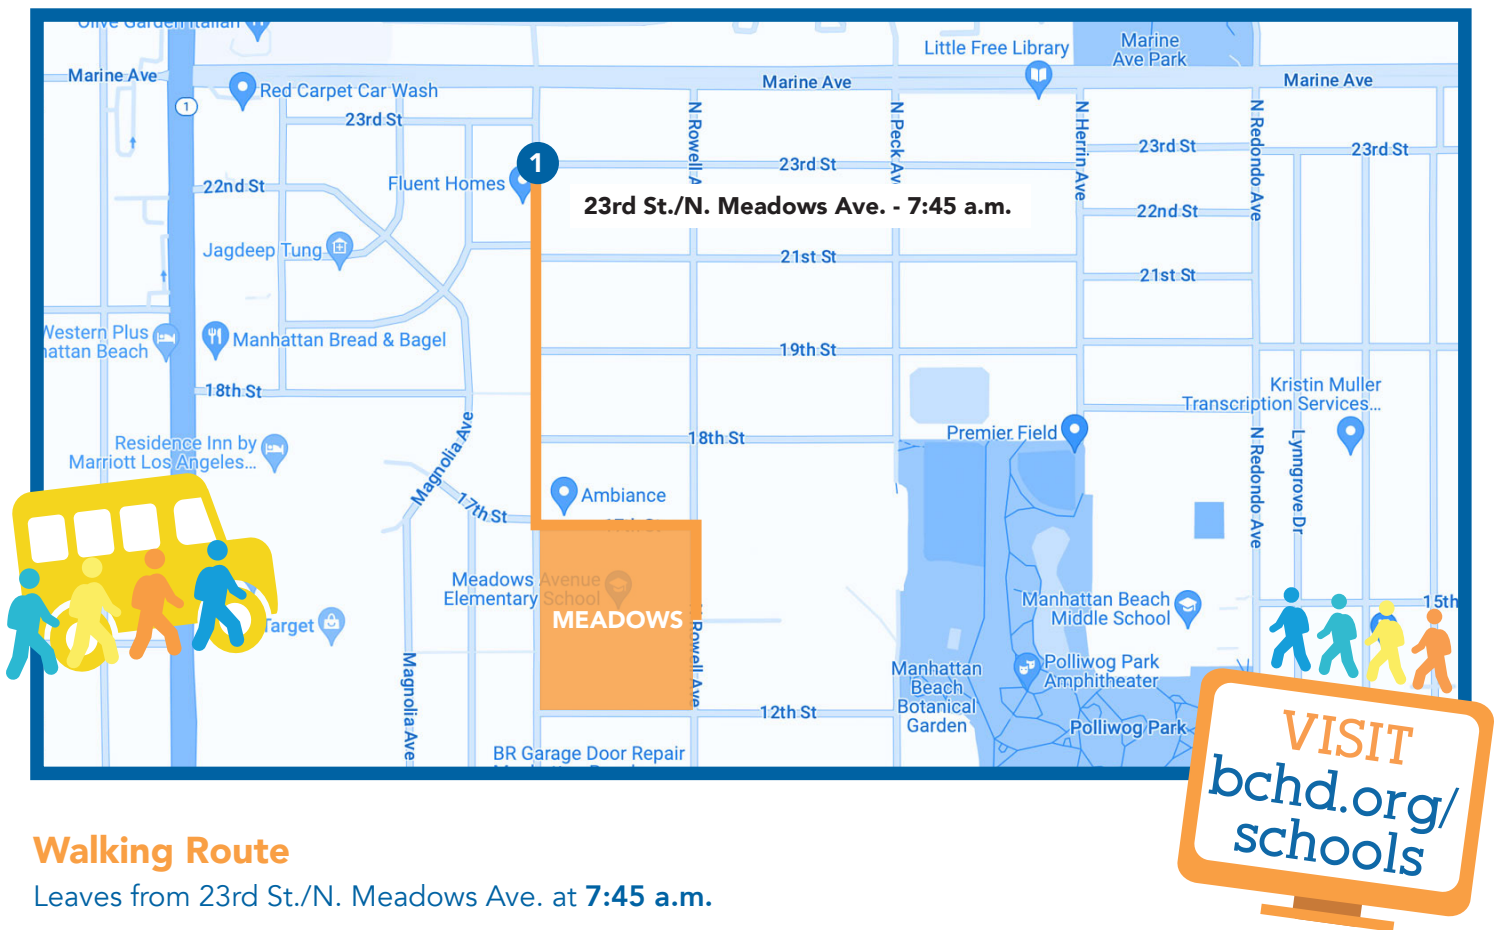 Olive Garden Italian
Marine Ave
Marine Ave
Marine Ave
Little Free Library
Marine
Ave Park
Red Carpet Car Wash
1
23rd St
N Rowell A
N Peck Av
N Herrin Ave
N Redondo Ave
23rd St
23rd St
1
23rd St
22nd St
Fluent Homes
23rd St./N. Meadows Ave. - 7:45 a.m.
22nd St
Jagdeep Tung
21st St
21st St
Western Plus
attan Beach
Manhattan Bread & Bagel
19th St
18th St
Kristin Muller
Transcription Services...
Magnolia Ave
18th St
Premier Field
Residence Inn by
Marriott Los Angeles...
N Redondo Ave
Lynngrove Dr
17th St
Ambiance
17th St
Meadows Avenue
Elementary School
MEADOWS
Manhattan Beach
Middle School
15th
Target
Rowell Ave
Magnolia Ave
Manhattan
Beach
Botanical
Garden
Polliwog Park
Amphitheater
12th St
Polliwog Park
BR Garage Door Repair
VISIT
bchd.org/
schools
Walking Route
Leaves from 23rd St./N. Meadows Ave. at 7:45 a.m.